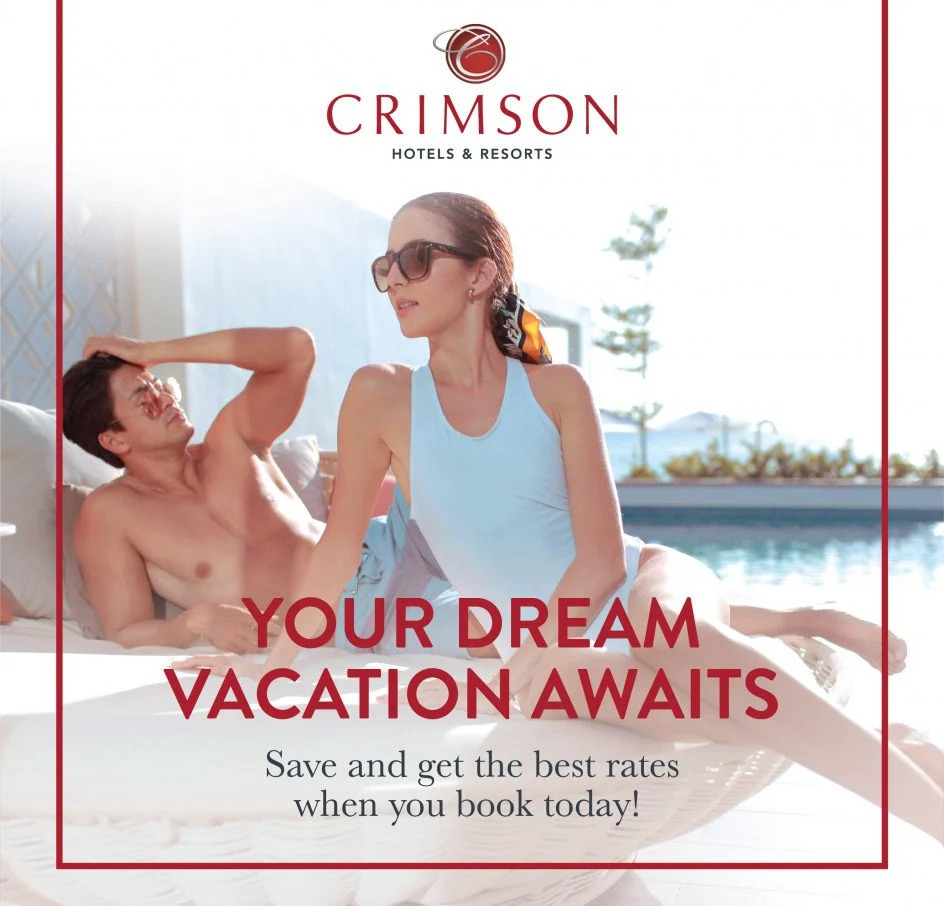 CRIMSON
HOTELS & RESORTS
YOUR DREAM
VACATION AWAITS
Save and get the best rates
when you book today!